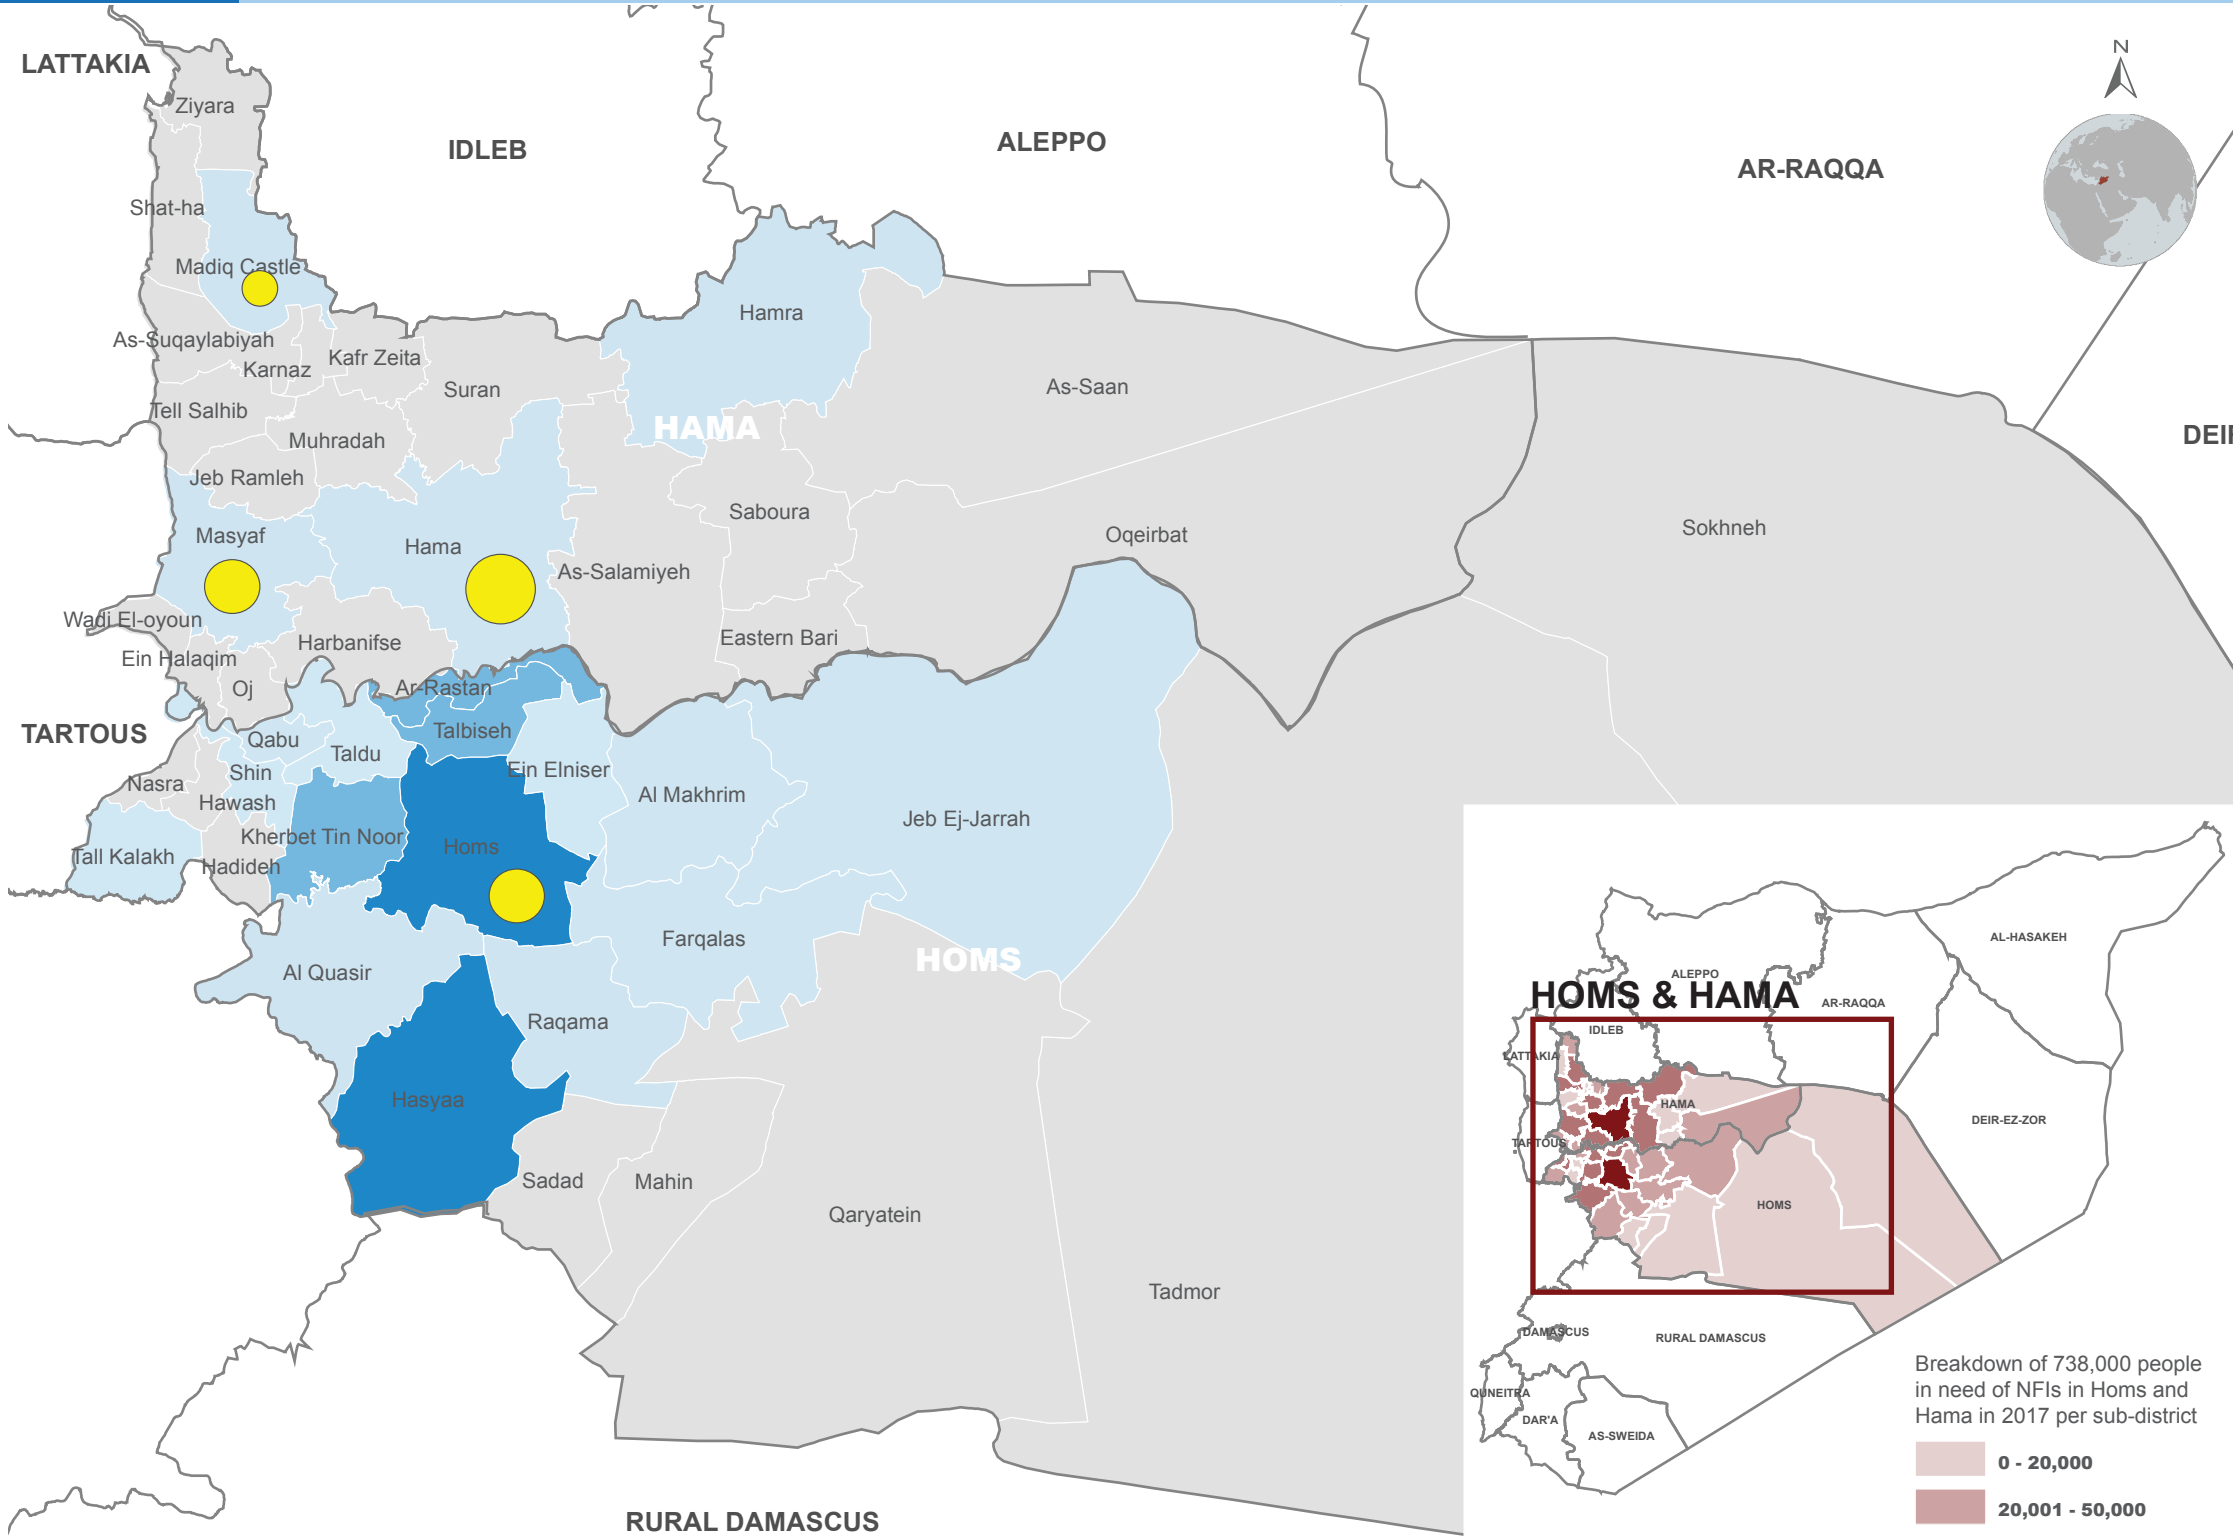 LATTAKIA
IDLEB
ALEPPO
AR-RAQQA
N
Ziyara
Shat-ha
Madiq Castle
Hamra
As-Suqaylabiyah
Karnaz
Kafr Zeita
Suran
As-Saan
Tell Salhib
HAMA
Muhradah
DEIR
Jeb Ramleh
Saboura
Masyaf
Hama
Oqeirbat
Sokhneh
As-Salamiyeh
Wadi El-oyoun
Harbanifse
Eastern Bari
Ein Halaqim
Oj
Ar-Rastan
TARTOUS
Talbiseh
Qabu
Taldu
Shin
Ein Elniser
Nasra
Hawash
Al Makhrim
Jeb Ej-Jarrah
Kherbet Tin Noor
Homs
Tall Kalakh
Hadideh
Farqalas
HOMS
Al Quasir
Raqama
Hasyaa
Sadad
Mahin
Qaryatein
Tadmor
RURAL DAMASCUS
AL-HASAKEH
ALEPPO
HOMS & HAMA
AR-RAQQA
IDLEB
LATTAKIA
HAMA
DEIR-EZ-ZOR
TARTOUS
HOMS
DAMASCUS
RURAL DAMASCUS
QUNEITRA
DAR'A
AS-SWEIDA
Breakdown of 738,000 people
in need of NFIs in Homs and
Hama in 2017 per sub-district
0 - 20,000
20,001 - 50,000